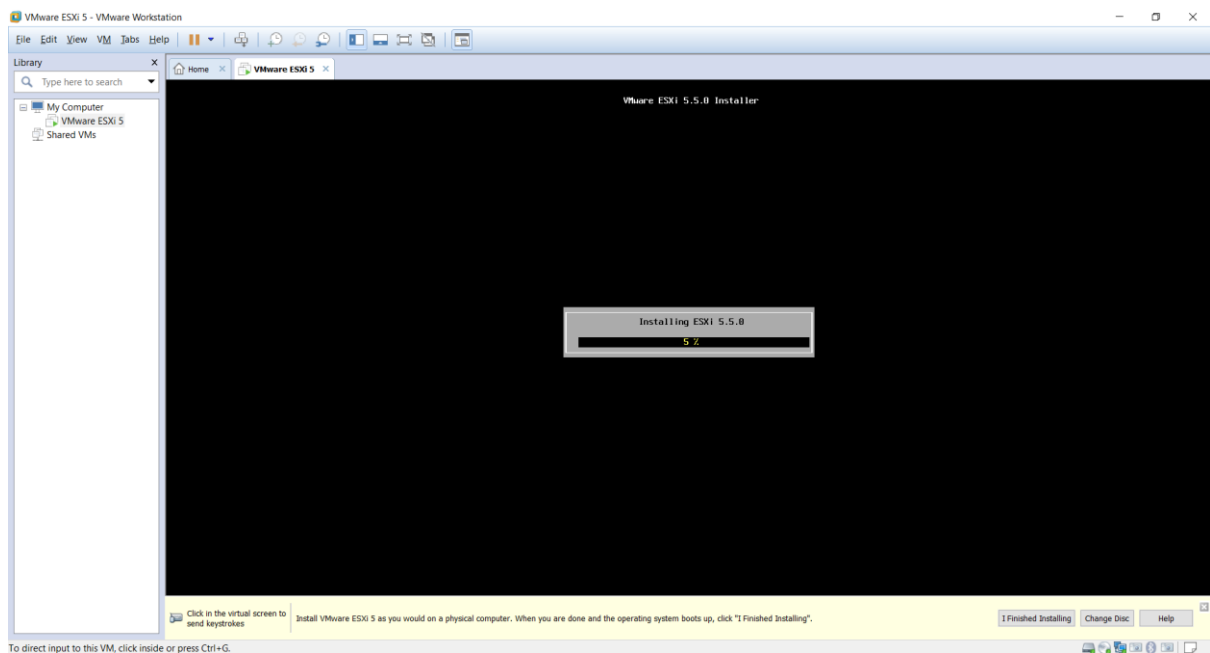 VMware ESXi 5 - VMware Workstation
File Edit View VM Tabs Help
Library X
Type here to search
My Computer
VMware ESXi 5
Shared VMs
Home × VMware ESXi 5 ×
VMware ESXi 5.5.0 Installer
Installing ESXi 5.5.0
5 %
Click in the virtual screen to
send keystrokes
Install VMware ESXi 5 as you would on a physical computer. When you are done and the operating system boots up, click "I Finished Installing".
I Finished Installing Change Disc Help
To direct input to this VM, click inside or press Ctrl+G.